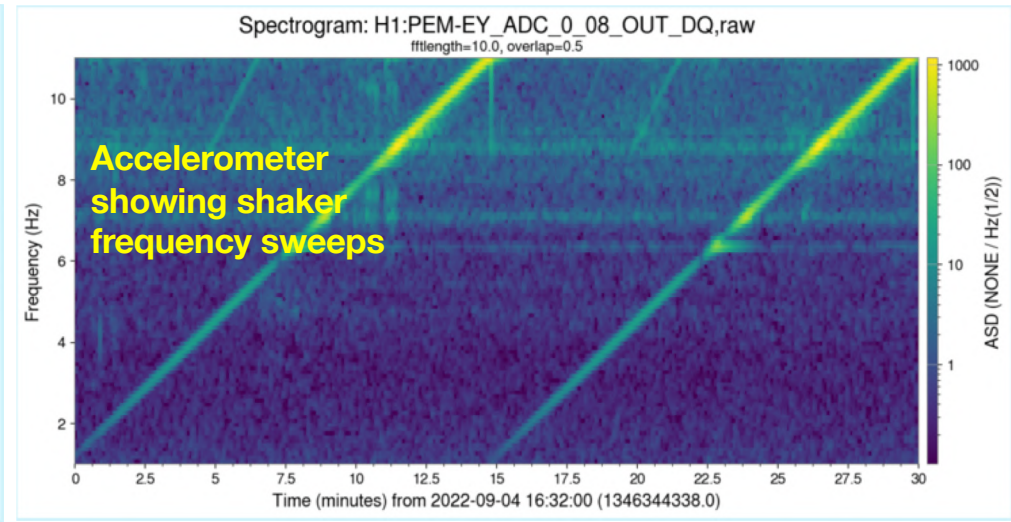 Spectrogram: H1:PEM-EY_ADC_0_08_OUT_DQ,raw
fftlength=10.0, overlap=0.5
Accelerometer
showing shaker
frequency sweeps
Frequency (Hz)
10
8
6
4
2
0 2.5 5 7.5 10 12.5 15 17.5 20 22.5 25 27.5 30
Time (minutes) from 2022-09-04 16:32:00 (1346344338.0)
1000
100
10
1
ASD (NONE / Hz(1/2))